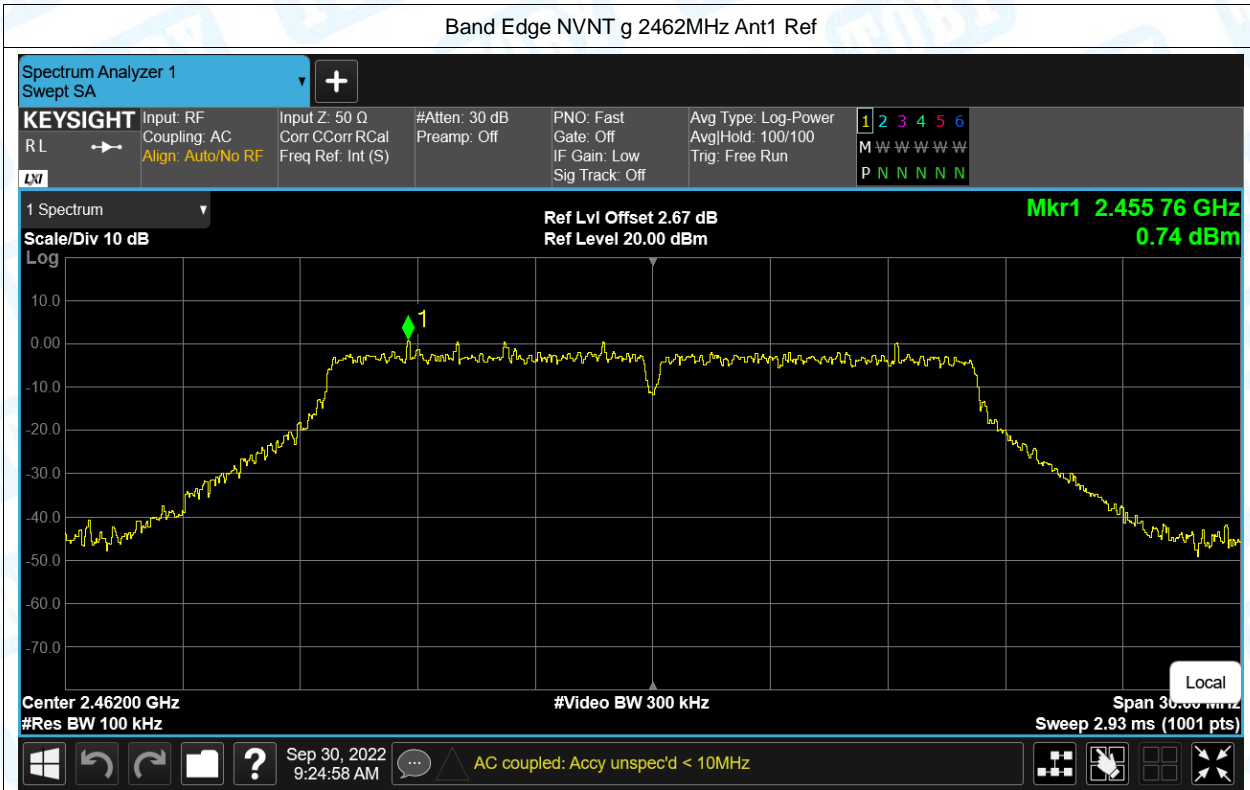 Band Edge NVNT g 2462MHz Ant1 Ref
Spectrum Analyzer 1
Swept SA
KEYSIGHT
R L
LXI
Input: RF
Coupling: AC
Align: Auto/No RF
Input Z: 50 Ω
Corr CCorr RCal
Freq Ref: Int (S)
#Atten: 30 dB
Preamp: Off
PNO: Fast
Gate: Off
IF Gain: Low
Sig Track: Off
Avg Type: Log-Power
Avg|Hold: 100/100
Trig: Free Run
1 2 3 4 5 6
M W W W W W
P N N N N N
1 Spectrum
Scale/Div 10 dB
Log
Ref Lvl Offset 2.67 dB
Ref Level 20.00 dBm
Mkr1 2.455 76 GHz
0.74 dBm
10.0
0.00
-10.0
-20.0
-30.0
-40.0
-50.0
-60.0
-70.0
1
Center 2.46200 GHz
#Res BW 100 kHz
#Video BW 300 kHz
Local
Span 30.00 MHz
Sweep 2.93 ms (1001 pts)
Sep 30, 2022
9:24:58 AM
AC coupled: Accy unspec'd < 10MHz